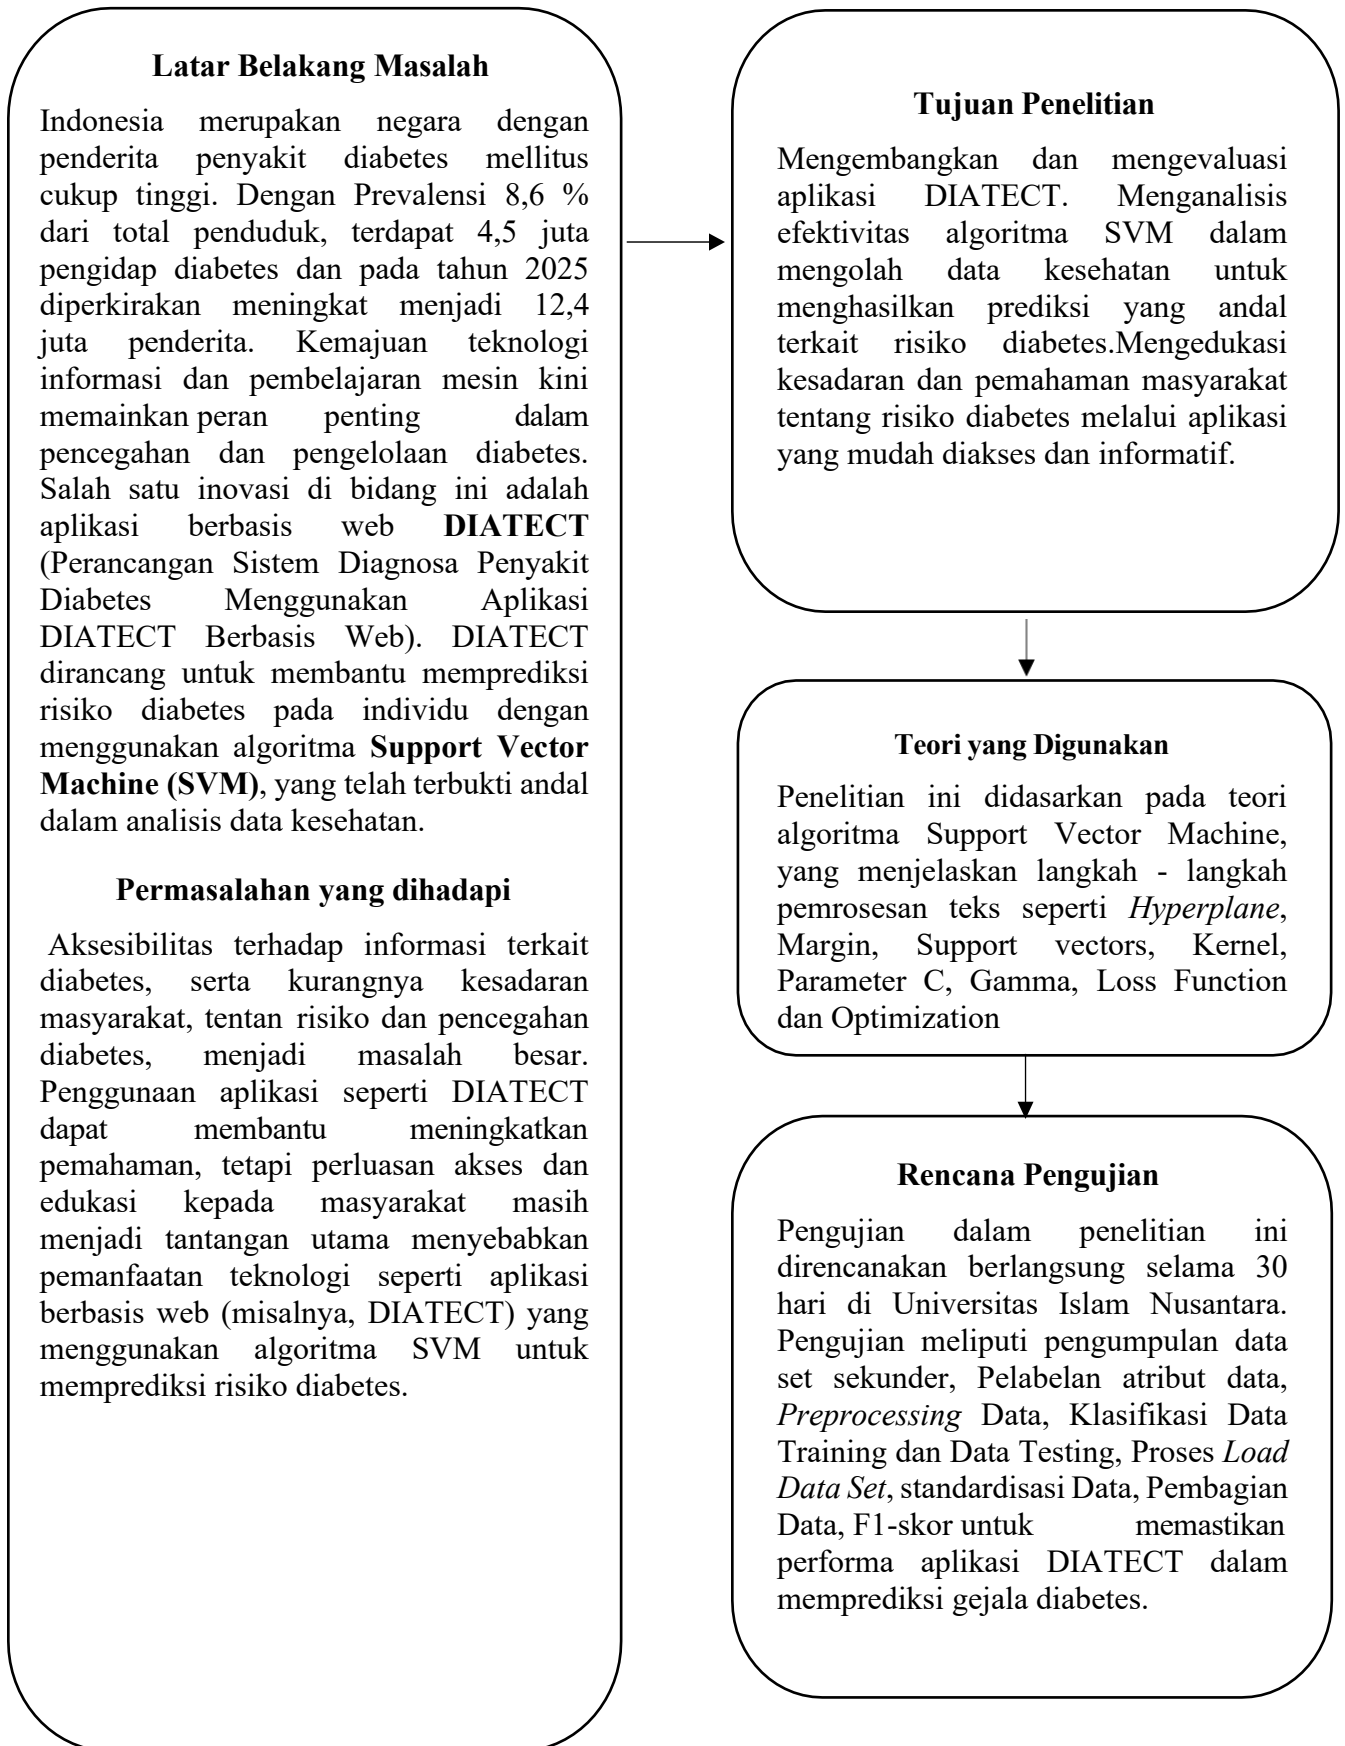 Latar Belakang Masalah
Indonesia merupakan negara dengan
penderita penyakit diabetes mellitus
cukup tinggi. Dengan Prevalensi 8,6 %
dari total penduduk, terdapat 4,5 juta
pengidap diabetes dan pada tahun 2025
diperkirakan meningkat menjadi 12,4
juta penderita. Kemajuan teknologi
informasi dan pembelajaran mesin kini
memainkan peran penting dalam
pencegahan dan pengelolaan diabetes.
Salah satu inovasi di bidang ini adalah
aplikasi berbasis web DIATECT
(Perancangan Sistem Diagnosa Penyakit
Diabetes Menggunakan Aplikasi
DIATECT Berbasis Web). DIATECT
dirancang untuk membantu memprediksi
risiko diabetes pada individu dengan
menggunakan algoritma Support Vector
Machine (SVM), yang telah terbukti andal
dalam analisis data kesehatan.
Permasalahan yang dihadapi
Aksesibilitas terhadap informasi terkait
diabetes, serta kurangnya kesadaran
masyarakat, tentan risiko dan pencegahan
diabetes, menjadi masalah besar.
Penggunaan aplikasi seperti DIATECT
dapat membantu meningkatkan
pemahaman, tetapi perluasan akses dan
edukasi kepada masyarakat masih
menjadi tantangan utama menyebabkan
pemanfaatan teknologi seperti aplikasi
berbasis web (misalnya, DIATECT) yang
menggunakan algoritma SVM untuk
memprediksi risiko diabetes.
Tujuan Penelitian
Mengembangkan dan mengevaluasi
aplikasi DIATECT. Menganalisis
efektivitas algoritma SVM dalam
mengolah data kesehatan untuk
menghasilkan prediksi yang andal
terkait risiko diabetes.Mengedukasi
kesadaran dan pemahaman masyarakat
tentang risiko diabetes melalui aplikasi
yang mudah diakses dan informatif.
Teori yang Digunakan
Penelitian ini didasarkan pada teori
algoritma Support Vector Machine,
yang menjelaskan langkah - langkah
pemrosesan teks seperti Hyperplane,
Margin, Support vectors, Kernel,
Parameter C, Gamma, Loss Function
dan Optimization
Rencana Pengujian
Pengujian dalam penelitian ini
direncanakan berlangsung selama 30
hari di Universitas Islam Nusantara.
Pengujian meliputi pengumpulan data
set sekunder, Pelabelan atribut data,
Preprocessing Data, Klasifikasi Data
Training dan Data Testing, Proses Load
Data Set, standardisasi Data, Pembagian
Data, F1-skor untuk memastikan
performa aplikasi DIATECT dalam
memprediksi gejala diabetes.